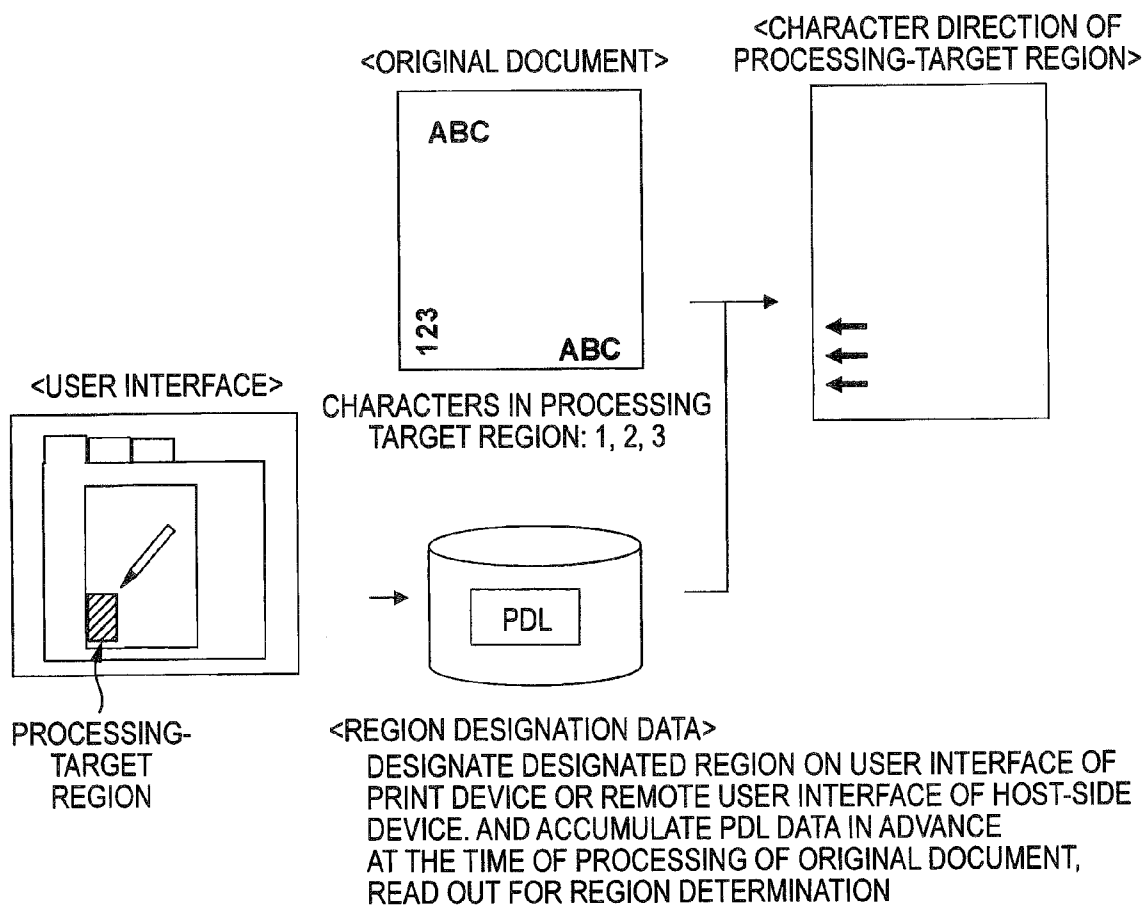 <CHARACTER DIRECTION OF
PROCESSING-TARGET REGION>
<ORIGINAL DOCUMENT>
ABC
123
ABC
CHARACTERS IN PROCESSING
TARGET REGION: 1, 2, 3
<USER INTERFACE>
PROCESSING-
TARGET
REGION
PDL
<REGION DESIGNATION DATA>
DESIGNATE DESIGNATED REGION ON USER INTERFACE OF
PRINT DEVICE OR REMOTE USER INTERFACE OF HOST-SIDE
DEVICE. AND ACCUMULATE PDL DATA IN ADVANCE
AT THE TIME OF PROCESSING OF ORIGINAL DOCUMENT,
READ OUT FOR REGION DETERMINATION